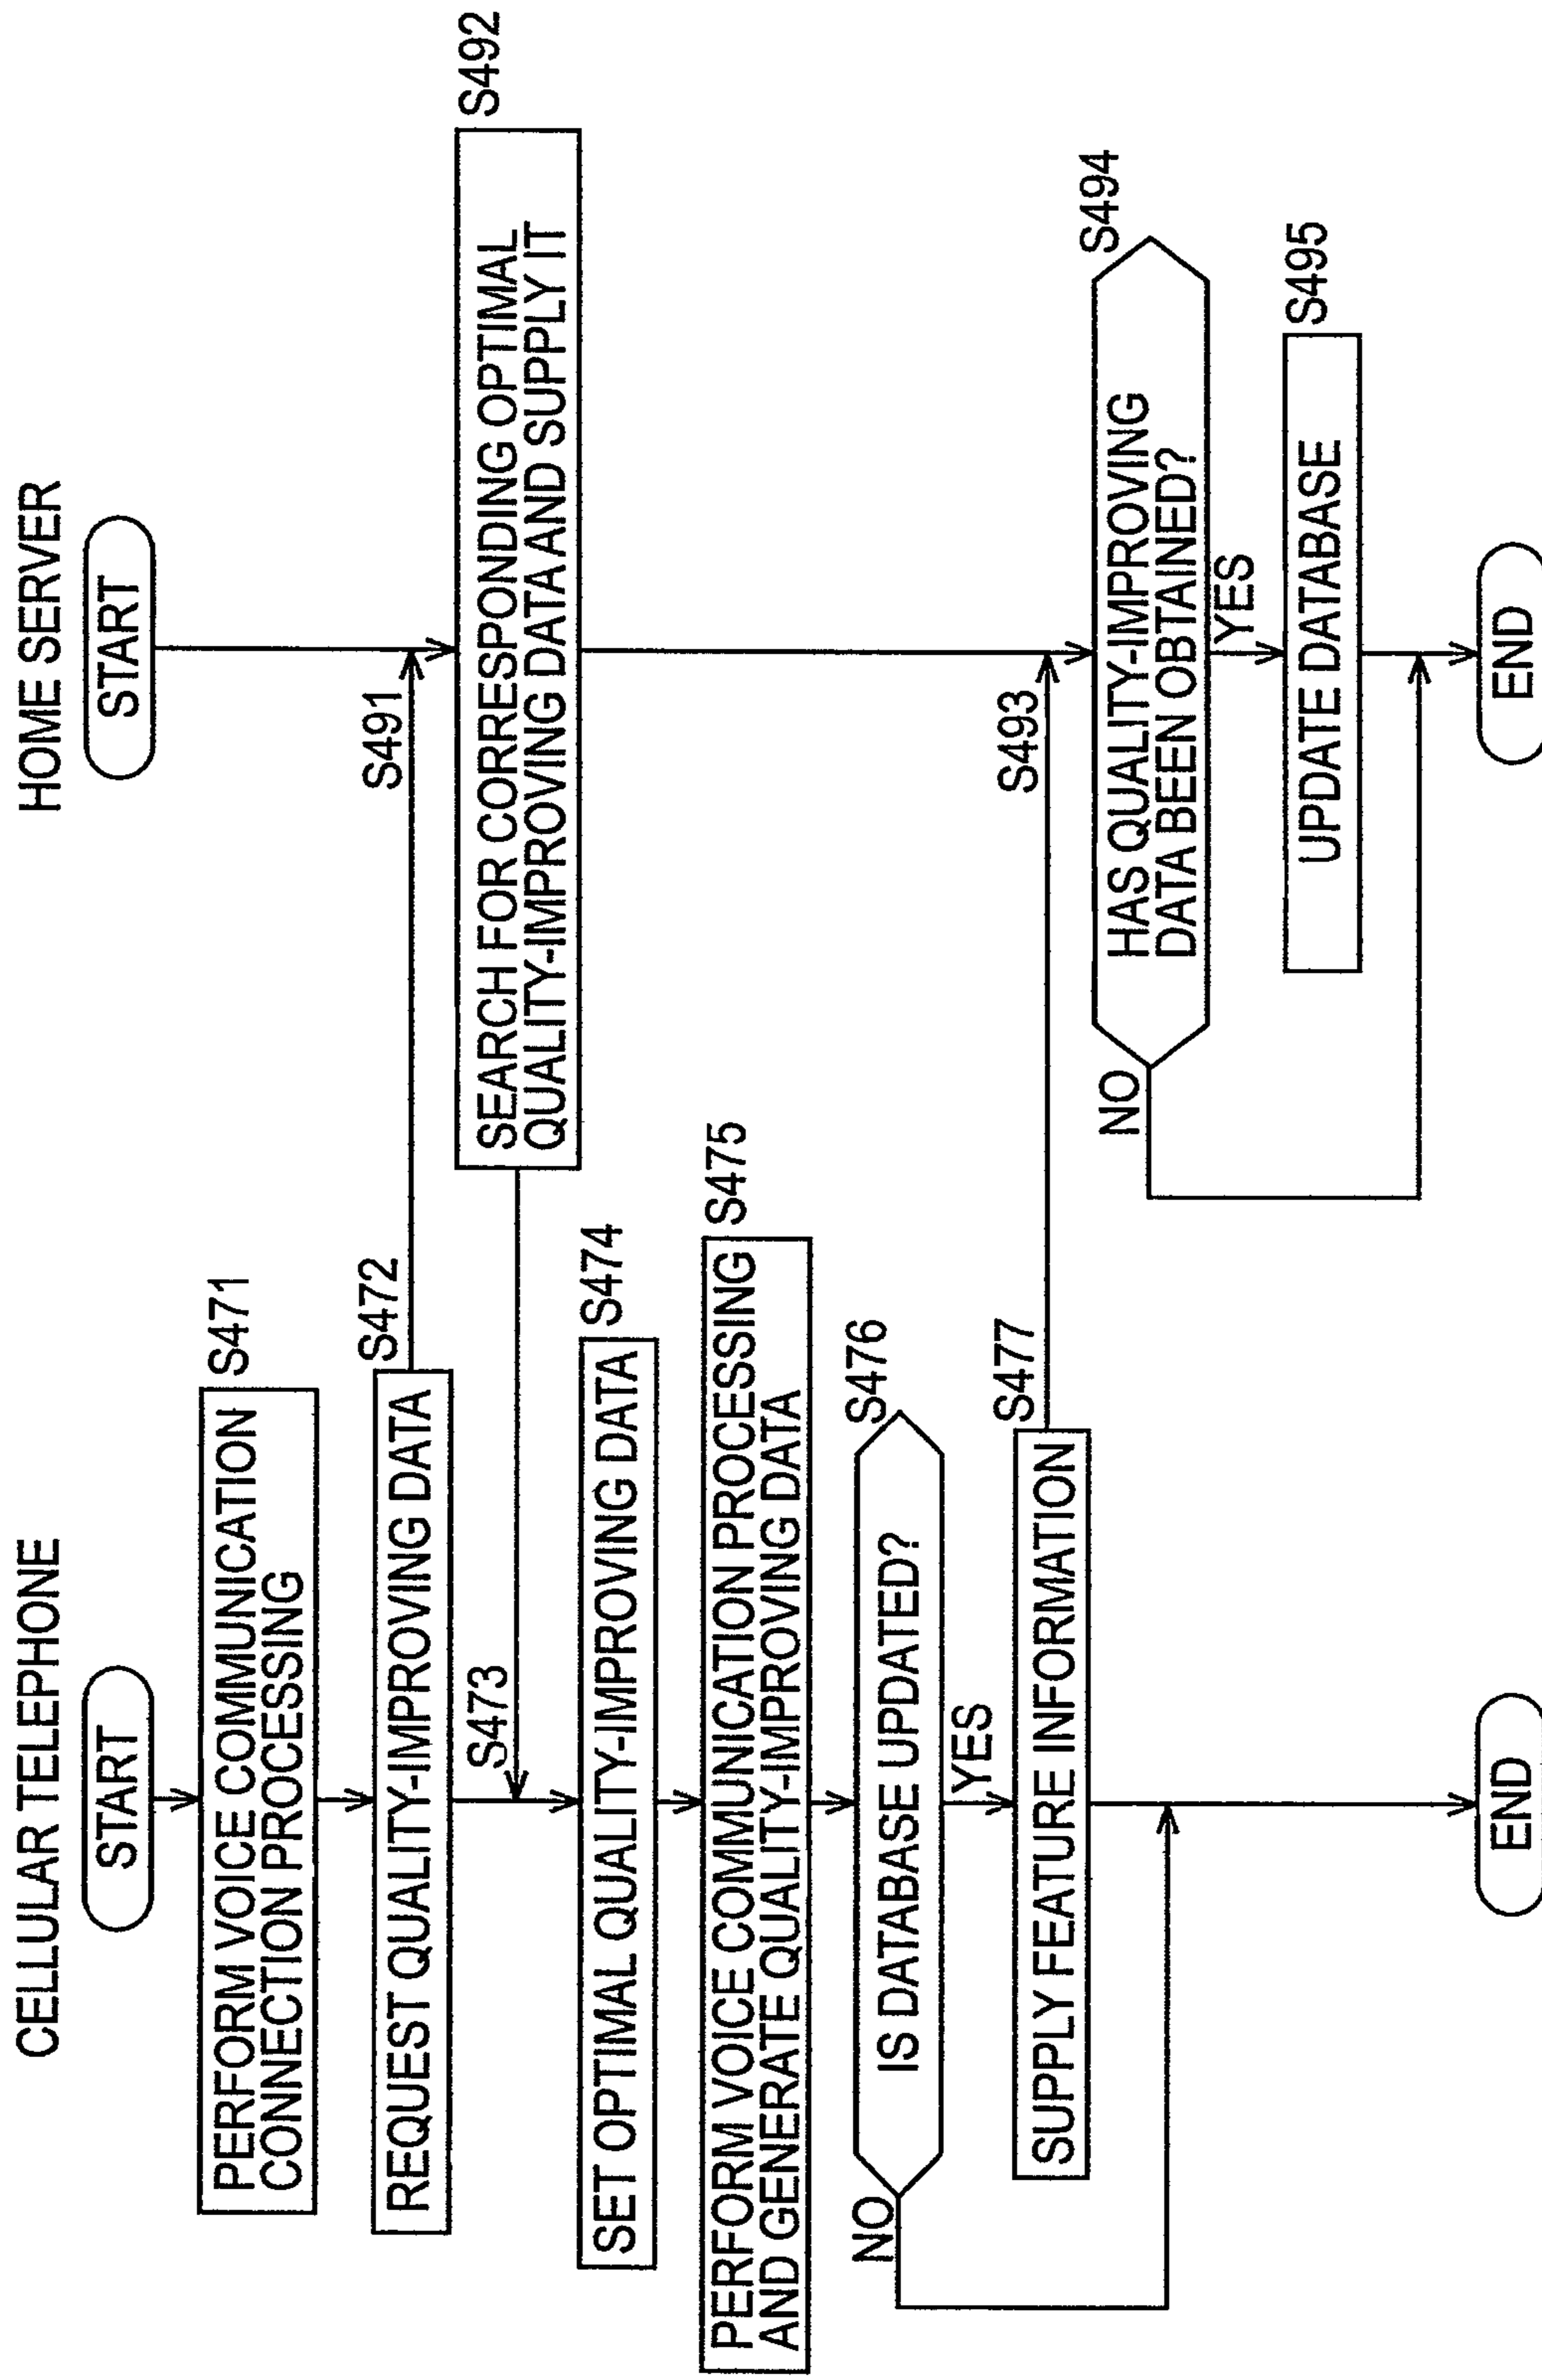 CELLULAR TELEPHONE
START
PERFORM VOICE COMMUNICATION
CONNECTION PROCESSING
S471
REQUEST QUALITY-IMPROVING DATA
S472
S473
SET OPTIMAL QUALITY-IMPROVING DATA
S474
PERFORM VOICE COMMUNICATION PROCESSING
AND GENERATE QUALITY-IMPROVING DATA
S475
IS DATABASE UPDATED?
S476
NO
YES
SUPPLY FEATURE INFORMATION
S477
END
HOME SERVER
START
S491
SEARCH FOR CORRESPONDING OPTIMAL
QUALITY-IMPROVING DATA AND SUPPLY IT
S492
S493
HAS QUALITY-IMPROVING
DATA BEEN OBTAINED?
S494
NO
YES
UPDATE DATABASE
S495
END